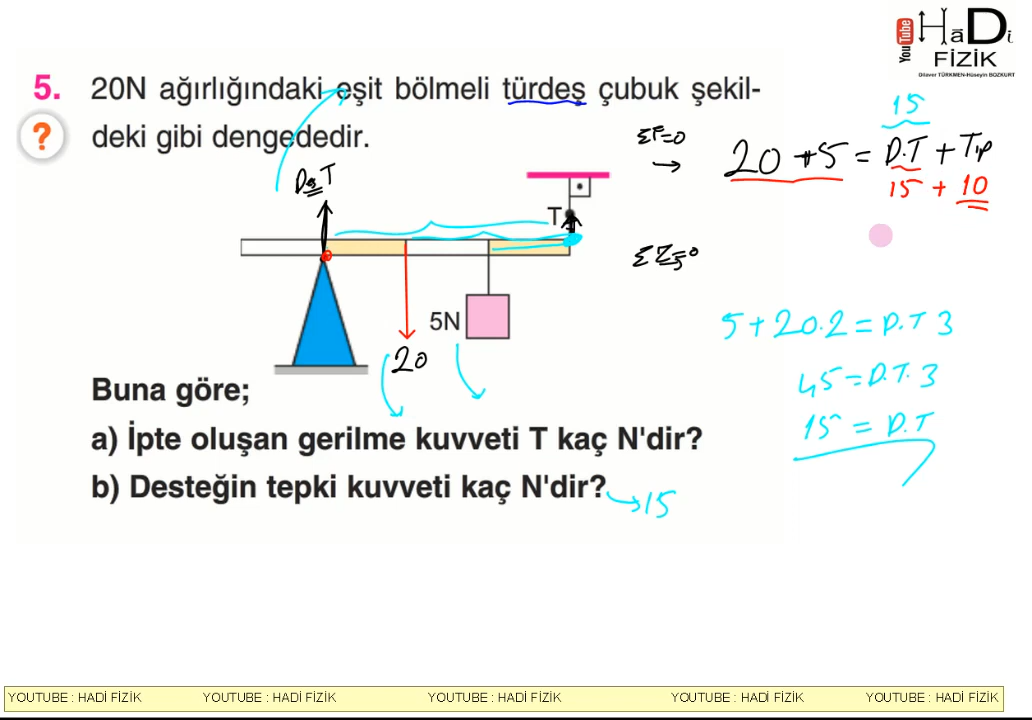 YouTube HaDi
FİZİK
Dilaver TÜRKMEN-Hüseyin BOZKURT
5. 20N ağırlığındaki eşit bölmeli türdeş çubuk şekil-
? deki gibi dengededir.
ΣF=0
→ 20 + 5 = D.T + Tip
15
15 + 10
Des T
T
5N
20
5 + 20.2 = D.T 3
45 = D.T. 3
15 = D.T
Buna göre;
a) İpte oluşan gerilme kuvveti T kaç N'dir?
b) Desteğin tepki kuvveti kaç N'dir? → 15
YOUTUBE : HADİ FİZİK YOUTUBE : HADİ FİZİK YOUTUBE : HADİ FİZİK YOUTUBE : HADİ FİZİK YOUTUBE : HADİ FİZİK